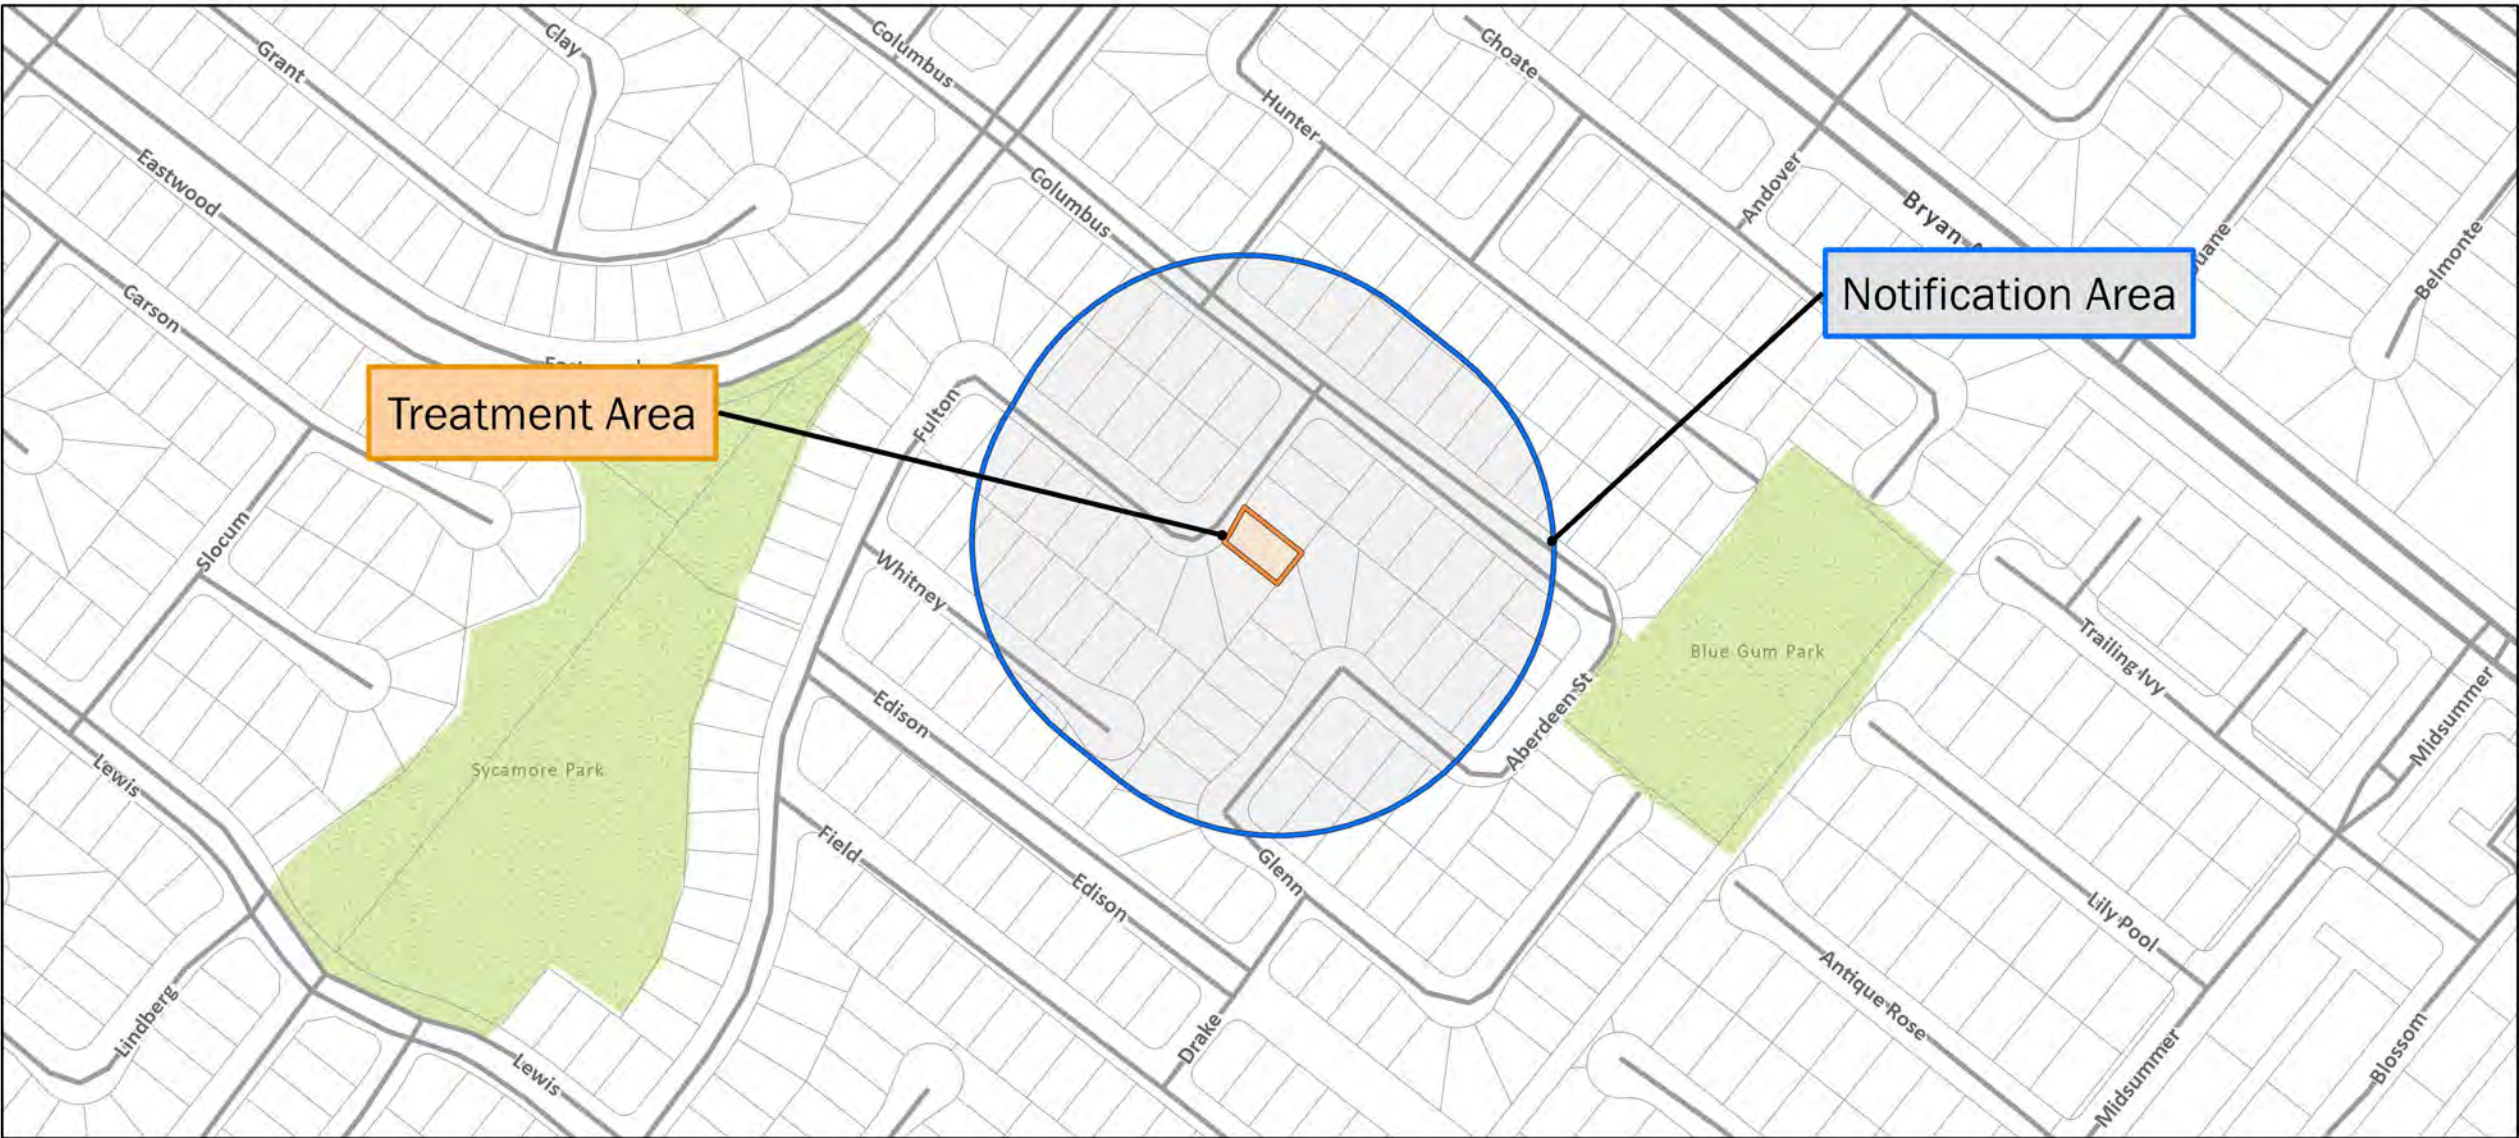 Clay
Columbus
Choate
Grant
Hunter
Eastwood
Columbus
Andover
Bryan
Belmonte
Notification Area
Carson
Treatment Area
Fulton
Slocum
Whitney
Trailing Ivy
Blue Gum Park
Midsummer
Edison
Aberdeen St
Sycamore Park
Lewis
Field
Glenn
Edison
Lily Pool
Antique Rose
Lindberg
Drake
Lewis
Midsummer
Blossom